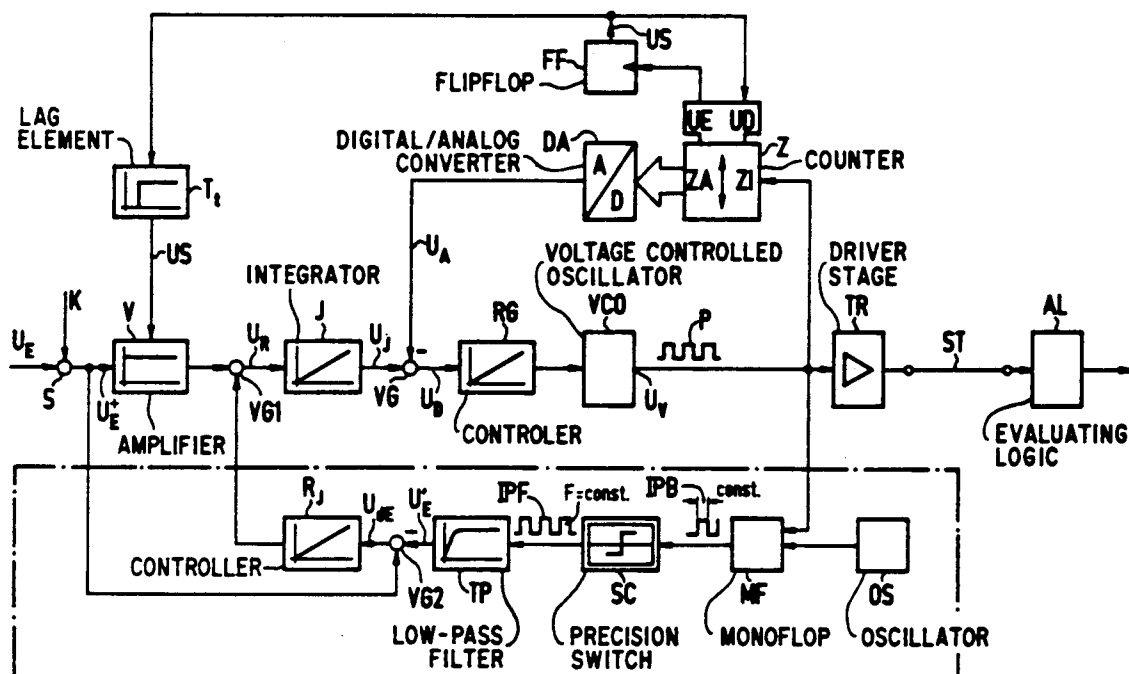 US
FF
FLIPFLOP
LAG
ELEMENT
DIGITAL/ANALOG
CONVERTER
DA
UE UD
Z
COUNTER
A
D
ZA ZI
Tt
US
UA
VOLTAGE CONTROLLED
OSCILLATOR
DRIVER
STAGE
INTEGRATOR
K
V
J
RG
VCO
P
TR
AL
UE
UR
Uj
-
ST
S
UE+
VG1
VG
UD
UV
AMPLIFIER
CONTROLER
EVALUATING
LOGIC
RJ
UdE
-
U'E
IPF
F=const.
IPB
const.
CONTROLLER
VG2
TP
SC
MF
OS
LOW-PASS
FILTER
PRECISION
SWITCH
MONOFLOP
OSCILLATOR